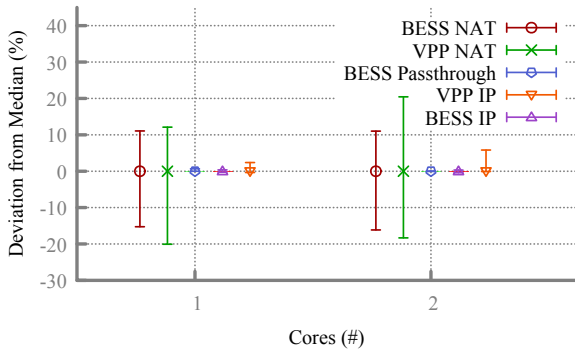 Deviation from Median (%)
40
30
20
10
0
-10
-20
-30
BESS NAT
VPP NAT
BESS Passthrough
VPP IP
BESS IP
1
2
Cores (#)